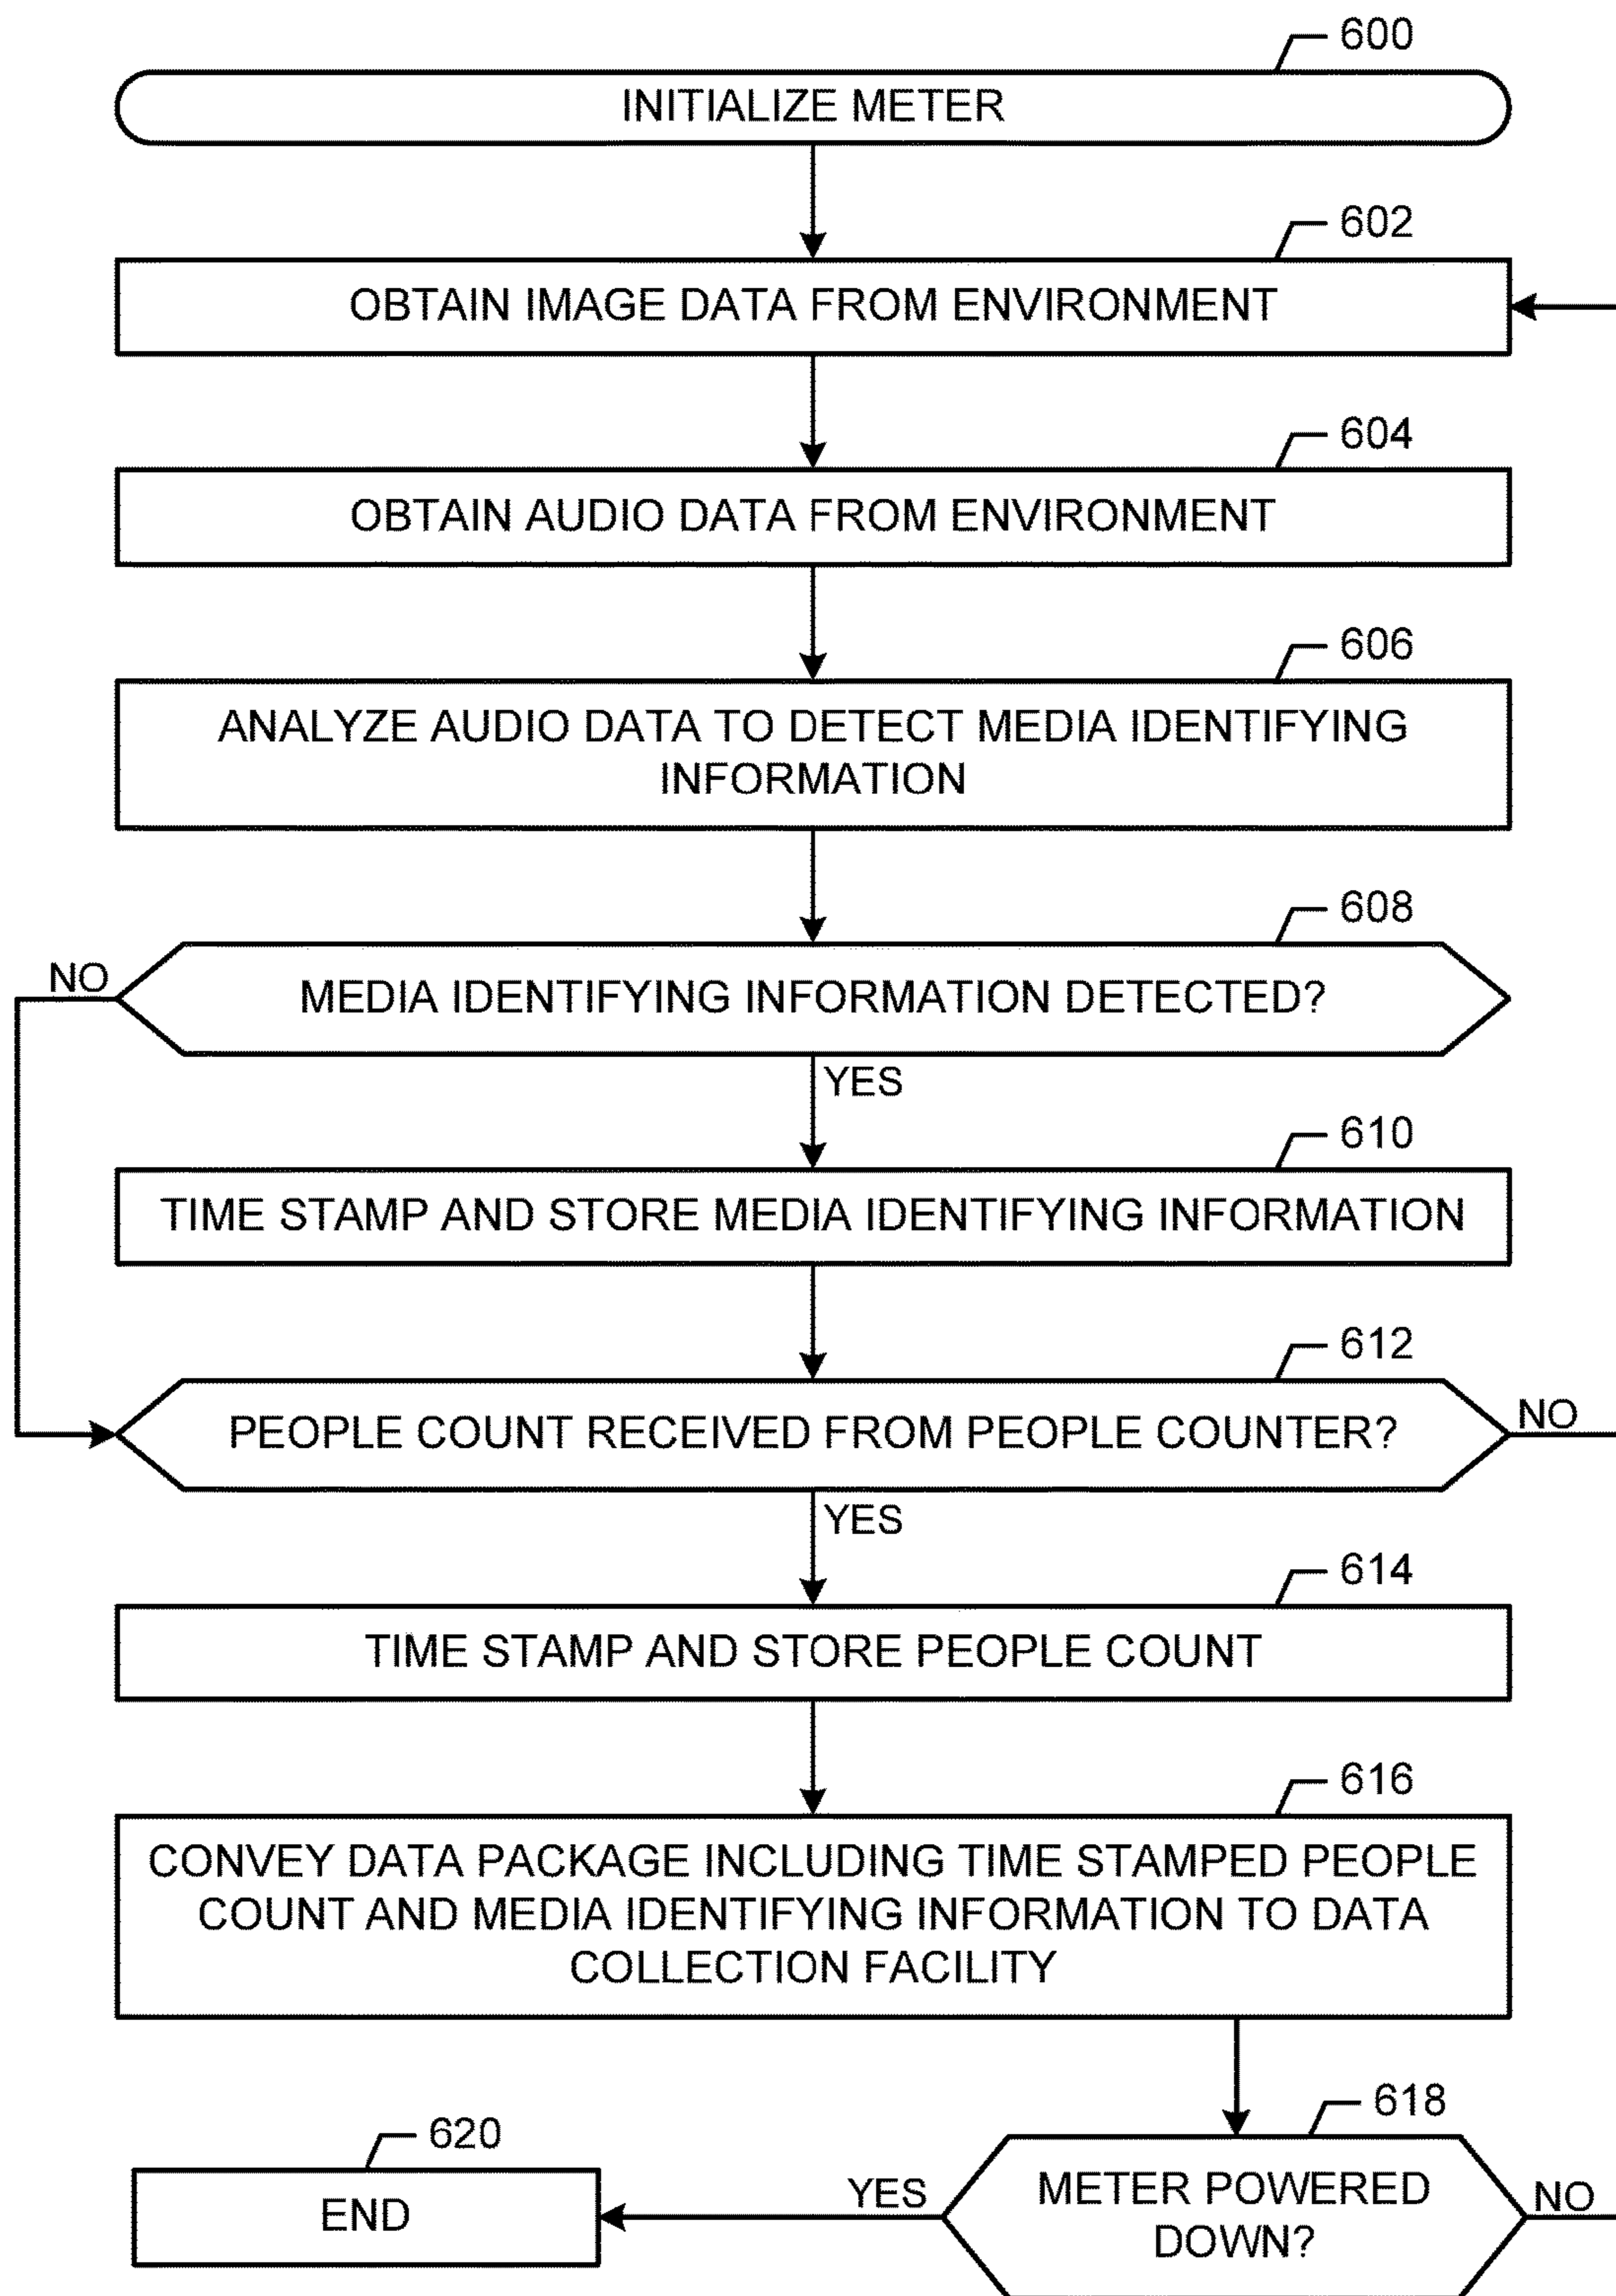 600
INITIALIZE METER
602
OBTAIN IMAGE DATA FROM ENVIRONMENT
604
OBTAIN AUDIO DATA FROM ENVIRONMENT
606
ANALYZE AUDIO DATA TO DETECT MEDIA IDENTIFYING
INFORMATION
608
NO
MEDIA IDENTIFYING INFORMATION DETECTED?
YES
610
TIME STAMP AND STORE MEDIA IDENTIFYING INFORMATION
612
PEOPLE COUNT RECEIVED FROM PEOPLE COUNTER?
NO
YES
614
TIME STAMP AND STORE PEOPLE COUNT
616
CONVEY DATA PACKAGE INCLUDING TIME STAMPED PEOPLE
COUNT AND MEDIA IDENTIFYING INFORMATION TO DATA
COLLECTION FACILITY
618
620
METER POWERED
DOWN?
YES
NO
END